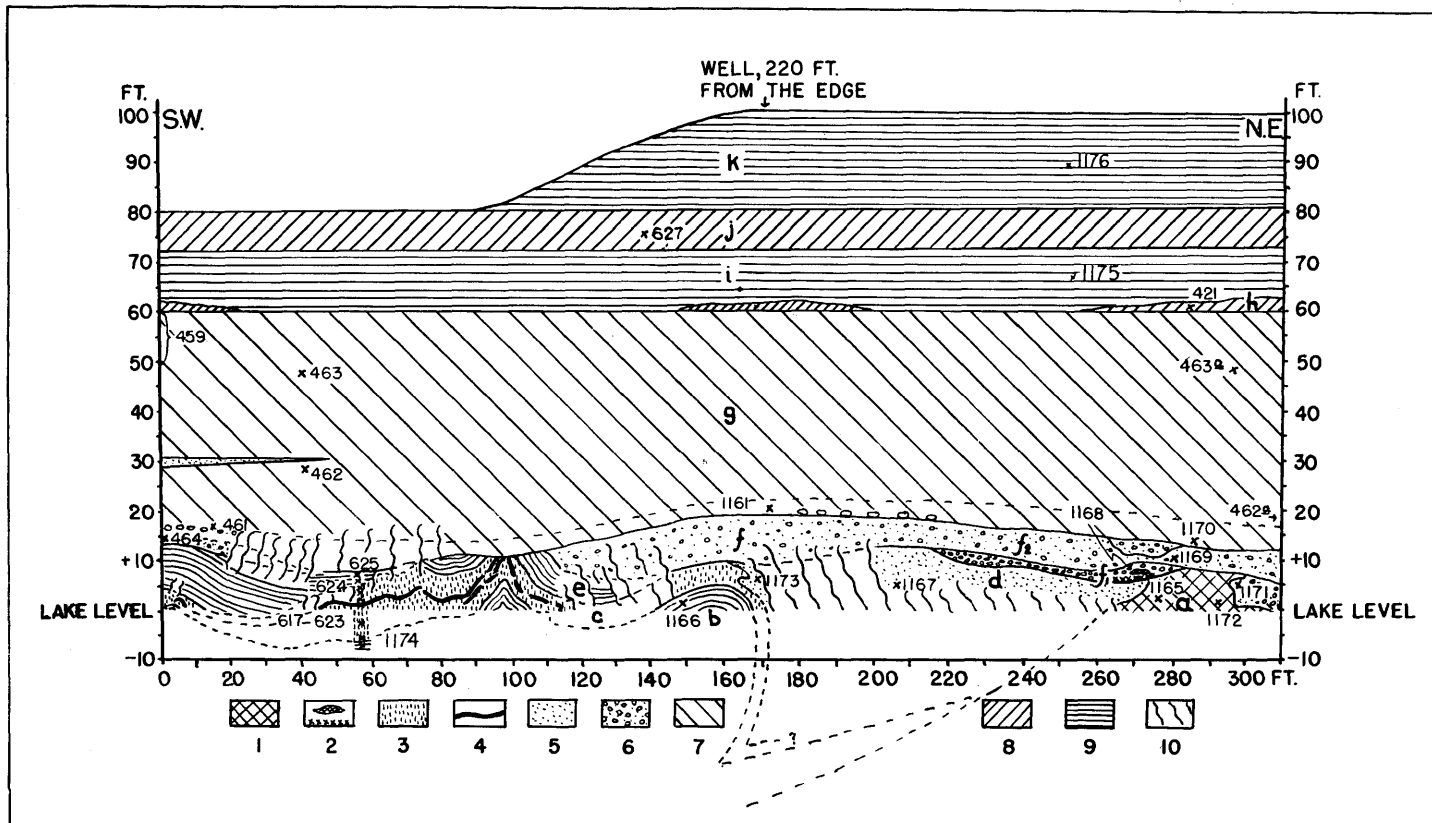 WELL, 220 FT.
FROM THE EDGE
FT.
FT.
100
S.W.
N.E
100
90
k
1176
90
80
80
70
j
627
70
i
1175
60
421
h
60
459
50
463
463a
50
40
g
40
30
462
30
20
461
1161
1168
462a
20
464
f
f2
1170
+10
625
1169
+10
624
e
1173
1167
d
f1
1165
1171
LAKE LEVEL
617-623
c
1166
b
a
1172
LAKE LEVEL
1174
-10
-10
0
20
40
60
80
100
120
140
160
180
200
220
240
260
280
300 FT.
?
1
2
3
4
5
6
7
8
9
10